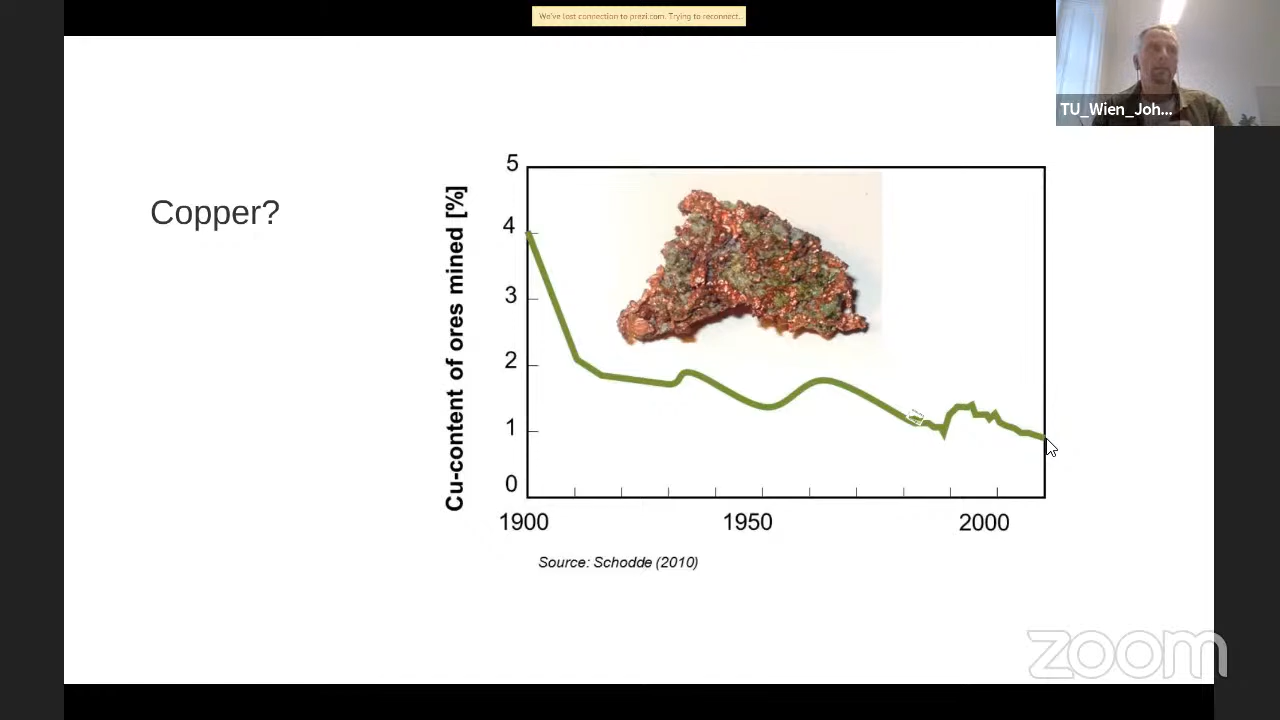 We've lost connection to prezi.com. Trying to reconnect...
TU_Wien_Joh...
Copper?
Cu-content of ores mined [%]
5
4
3
2
1
0
1900
1950
2000
Source: Schodde (2010)
zoom